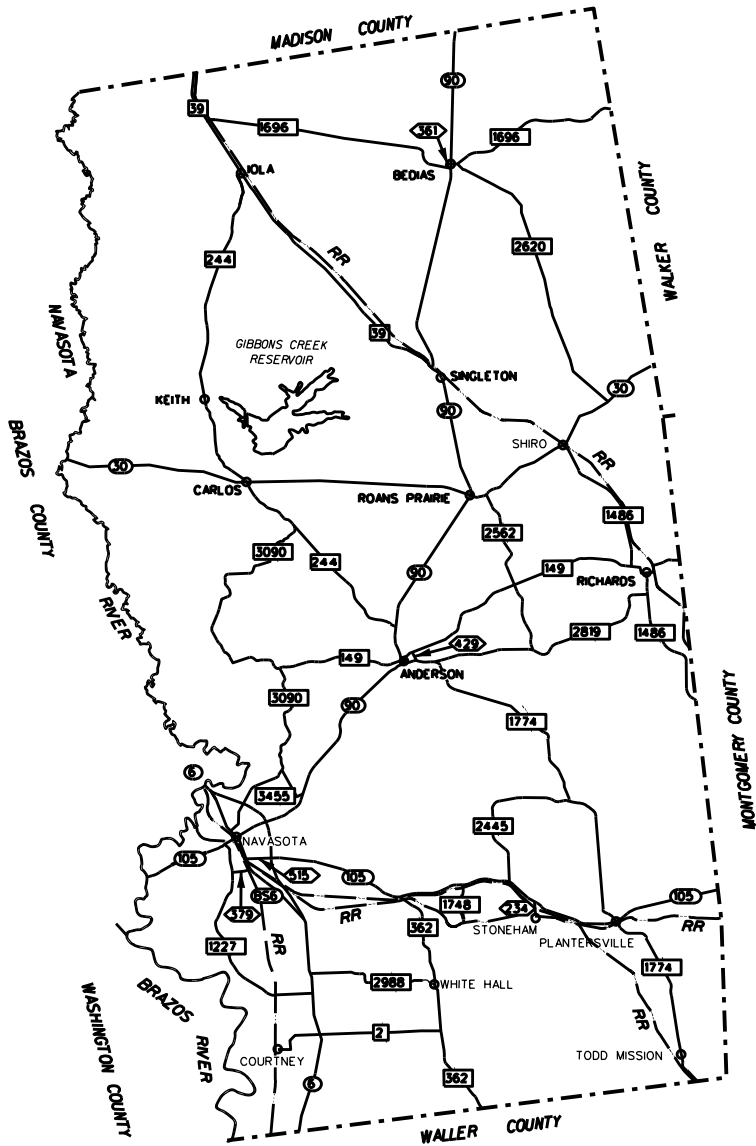 MADISON COUNTY
90
39
1696
361
1696
IOLA
BEDIAS
WALKER COUNTY
2620
244
RR
NAVASOTA
GIBBONS CREEK
RESERVOIR
39
SINGLETON
30
KEITH
90
SHIRO
RR
BRAZOS COUNTY
30
CARLOS
ROANS PRAIRIE
1486
2562
3090
244
90
149
RICHARDS
RIVER
2819
1486
429
149
ANDERSON
3090
90
1774
MONTGOMERY COUNTY
6
3455
2445
NAVASOTA
105
515
105
BS6
379
RR
1748
234
105
STONEHAM
PLANTERSVILLE
RR
362
1227
RR
1774
BRAZOS
2988
WHITE HALL
WASHINGTON COUNTY
RIVER
2
RR
COURTNEY
TODD MISSION
6
362
WALLER COUNTY